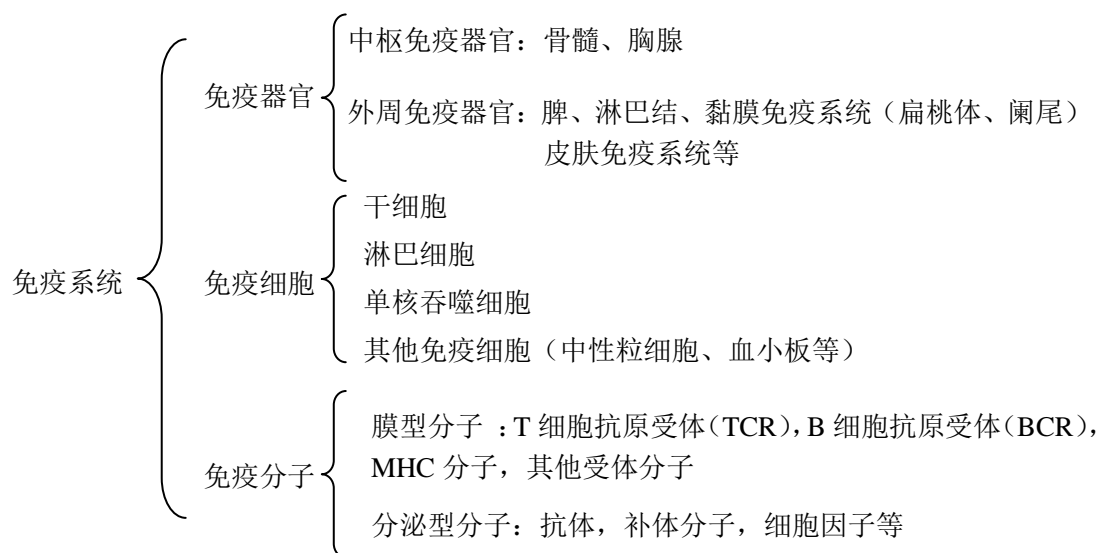 中枢免疫器官：骨髓、胸腺
免疫器官
外周免疫器官：脾、淋巴结、黏膜免疫系统（扁桃体、阑尾）
皮肤免疫系统等
干细胞
淋巴细胞
免疫系统
免疫细胞
单核吞噬细胞
其他免疫细胞（中性粒细胞、血小板等）
膜型分子 ：T 细胞抗原受体（TCR），B 细胞抗原受体（BCR），
MHC 分子，其他受体分子
免疫分子
分泌型分子：抗体，补体分子，细胞因子等